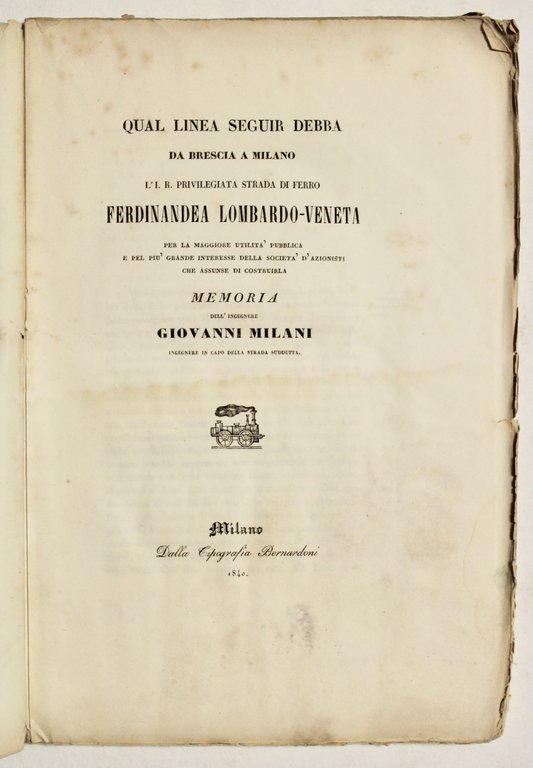 QUAL LINEA SEGUIR DEBBA
DA BRESCIA A MILANO
L'I. R. PRIVILEGIATA STRADA DI FERRO
FERDINANDEA LOMBARDO-VENETA
PER LA MAGGIORE UTILITA' PUBBLICA
E PEL PIU' GRANDE INTERESSE DELLA SOCIETA' D'AZIONISTI
CHE ASSUNSE DI COSTRUIRLA
MEMORIA
DELL' INGEGNERE
GIOVANNI MILANI
INGEGNERE IN CAPO DELLA STRADA SUDDETTA.
Milano
Dalla Tipografia Bernardoni
1840.